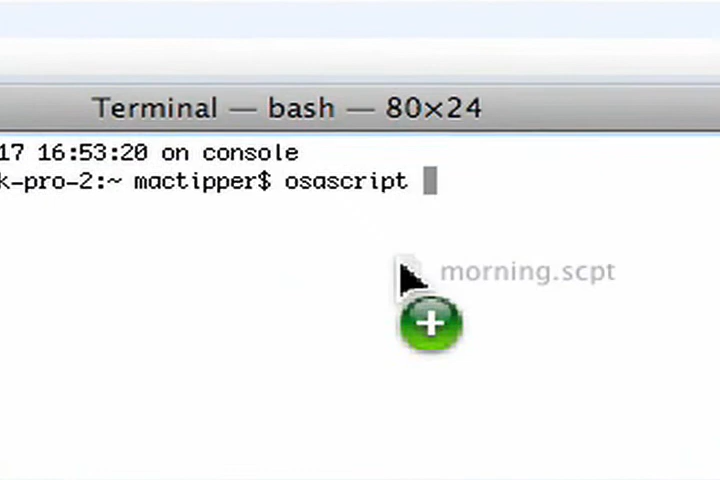 Terminal — bash — 80×24
17 16:53:20 on console
k-pro-2:~ mactipper$ osascript
morning.scpt